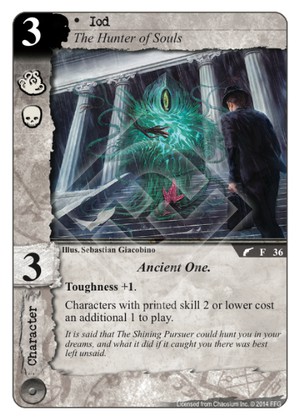 3
• Iod
The Hunter of Souls
Illus. Sebastian Giacobino
F 36
3
Character
Ancient One.
Toughness +1.
Characters with printed skill 2 or lower cost
an additional 1 to play.
It is said that The Shining Pursuer could hunt you in your
dreams, and what it did if it caught you there was best
left unsaid.
Licensed from Chaosium Inc. © 2014 FFG